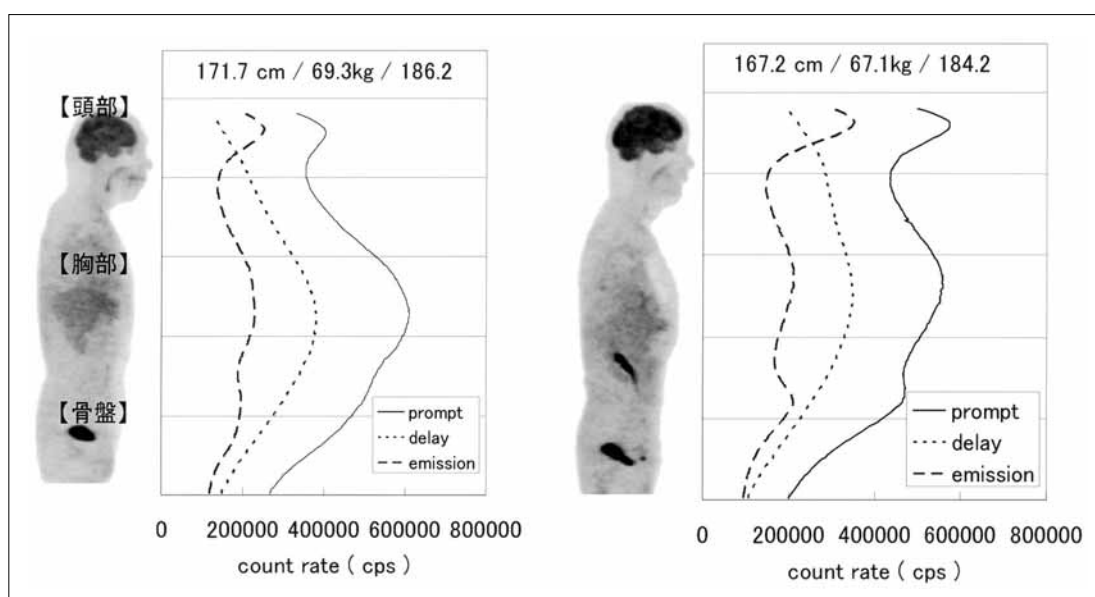 171.7 cm / 69.3kg / 186.2
【頭部】
【胸部】
【骨盤】
prompt
delay
emission
0 200000 400000 600000 800000
count rate ( cps )
167.2 cm / 67.1kg / 184.2
prompt
delay
emission
0 200000 400000 600000 800000
count rate ( cps )